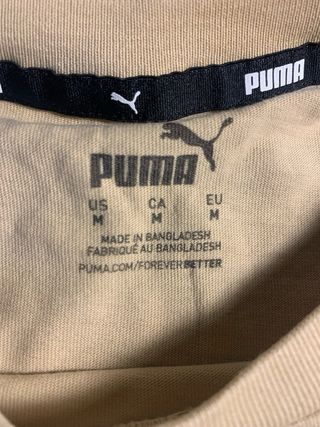 PUMA
PUMA
US CA EU
M M M
MADE IN BANGLADESH
FABRIQUÉ AU BANGLADESH
PUMA.COM/FOREVERBETTER